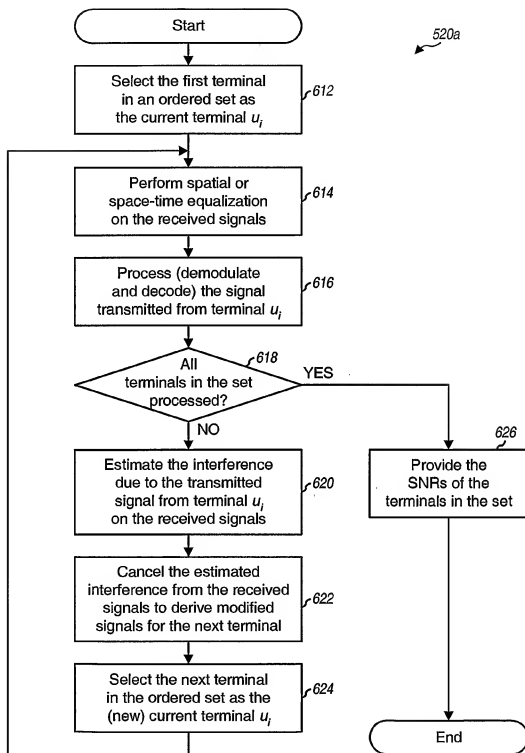 Start
520a
Select the first terminal
in an ordered set as
the current terminal ui
612
Perform spatial or
space-time equalization
on the received signals
614
Process (demodulate
and decode) the signal
transmitted from terminal ui
616
All
terminals in the set
processed?
618
YES
NO
Estimate the interference
due to the transmitted
signal from terminal ui
on the received signals
620
626
Provide the
SNRs of the
terminals in the set
Cancel the estimated
interference from the received
signals to derive modified
signals for the next terminal
622
Select the next terminal
in the ordered set as the
(new) current terminal ui
624
End